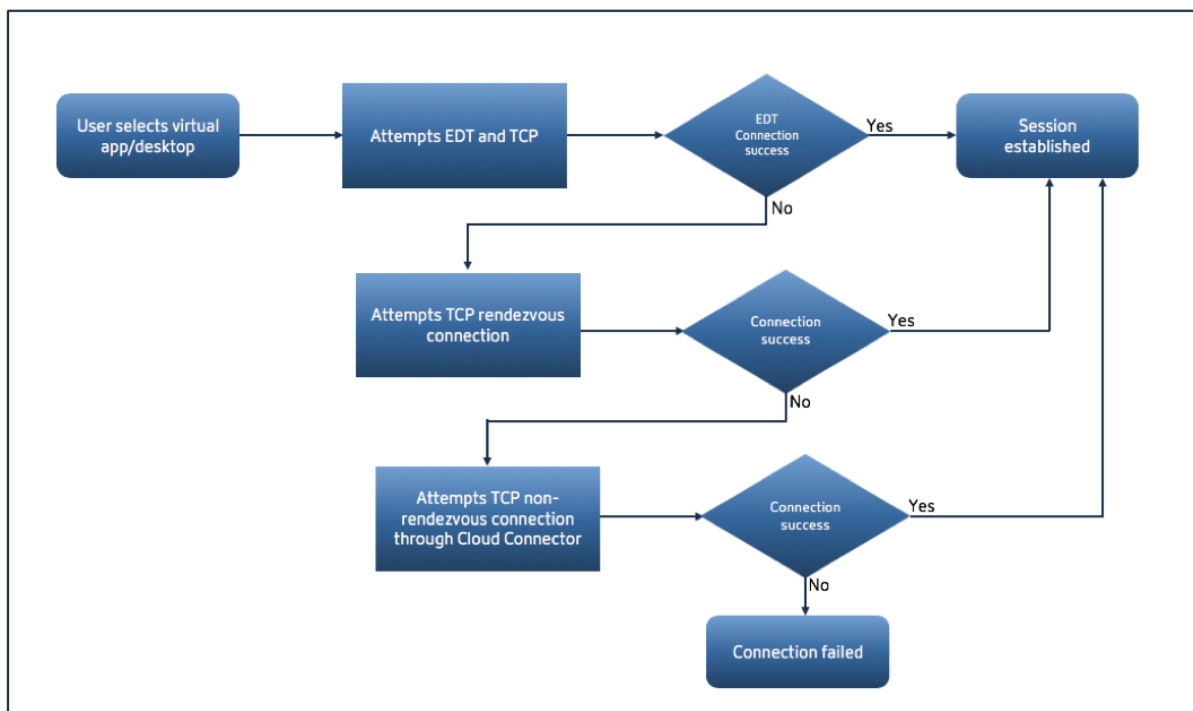 User selects virtual
app/desktop
Attempts EDT and TCP
EDT
Connection
success
Yes
Session
established
No
Attempts TCP rendezvous
connection
Connection
success
Yes
No
Attempts TCP non-
rendezvous connection
through Cloud Connector
Connection
success
Yes
No
Connection failed